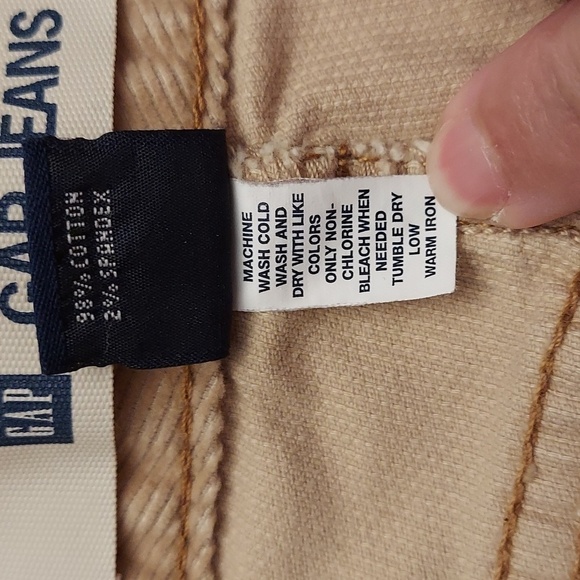 GAP GAP JEANS
98% COTTON
2% SPANDEX
MACHINE
WASH COLD
WASH AND
DRY WITH LIKE
COLORS
ONLY NON-
CHLORINE
BLEACH WHEN
NEEDED
TUMBLE DRY
LOW
WARM IRON